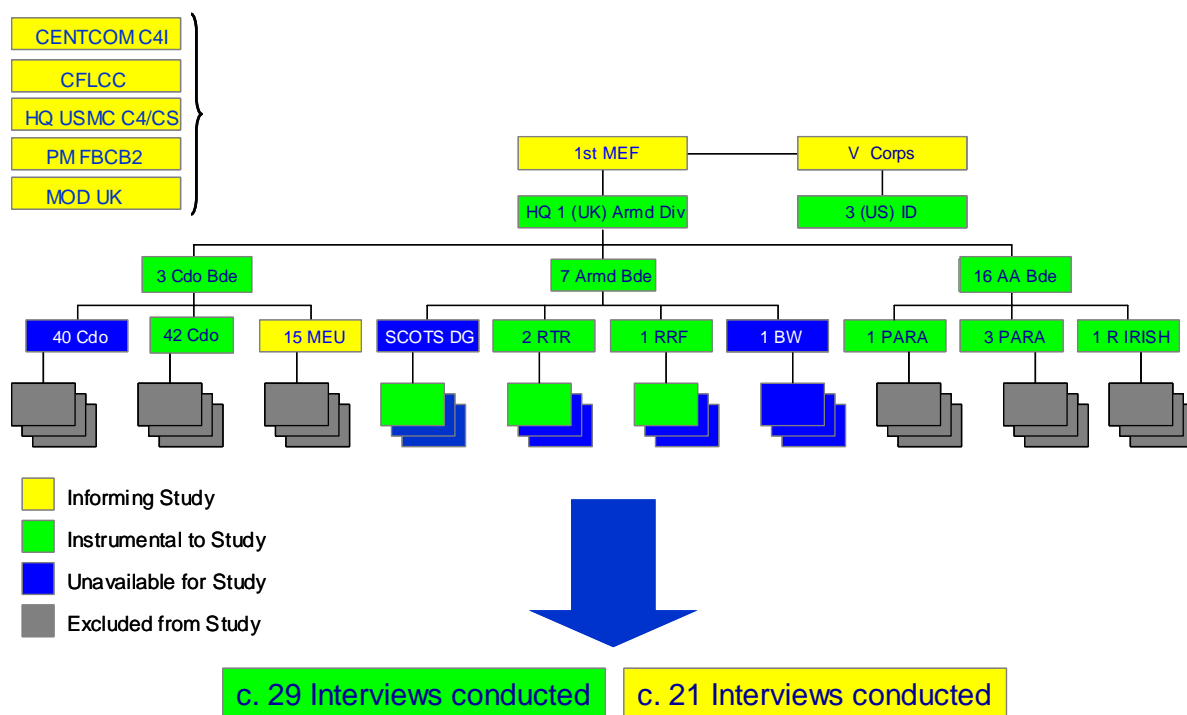 CENTCOM C4I
CFLCC
HQ USMC C4/CS
PM FBCB2
MOD UK
1st MEF
V Corps
HQ 1 (UK) Armd Div
3 (US) ID
3 Cdo Bde
7 Armd Bde
16 AA Bde
40 Cdo
42 Cdo
15 MEU
SCOTS DG
2 RTR
1 RRF
1 BW
1 PARA
3 PARA
1 R IRISH
Informing Study
Instrumental to Study
Unavailable for Study
Excluded from Study
c. 29 Interviews conducted
c. 21 Interviews conducted